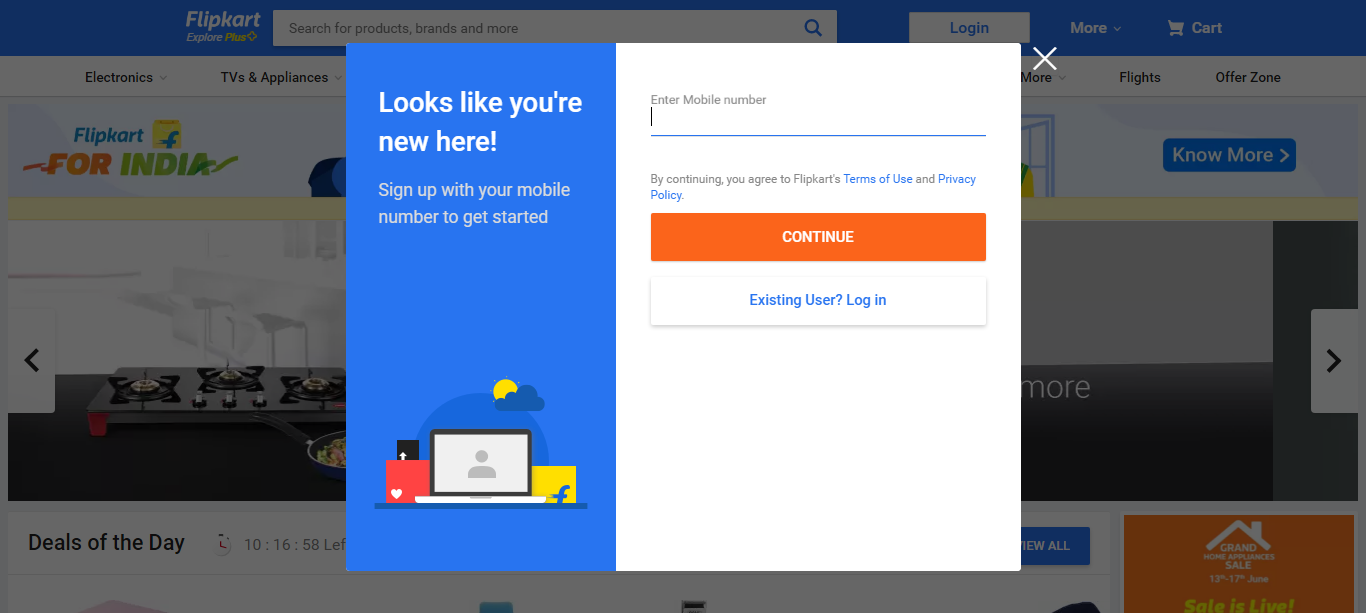 Flipkart
Explore Plus
Search for products, brands and more
Login
More
Cart
Electronics
TVs & Appliances
More
Flights
Offer Zone
Flipkart
FOR INDIA
Know More
Looks like you're
new here!
Sign up with your mobile
number to get started
Enter Mobile number
By continuing, you agree to Flipkart's Terms of Use and Privacy
Policy.
CONTINUE
Existing User? Log in
more
Deals of the Day
10 : 16 : 58 Lef
VIEW ALL
GRAND
HOME APPLIANCES
SALE
13th-17th June
Sale is Live!